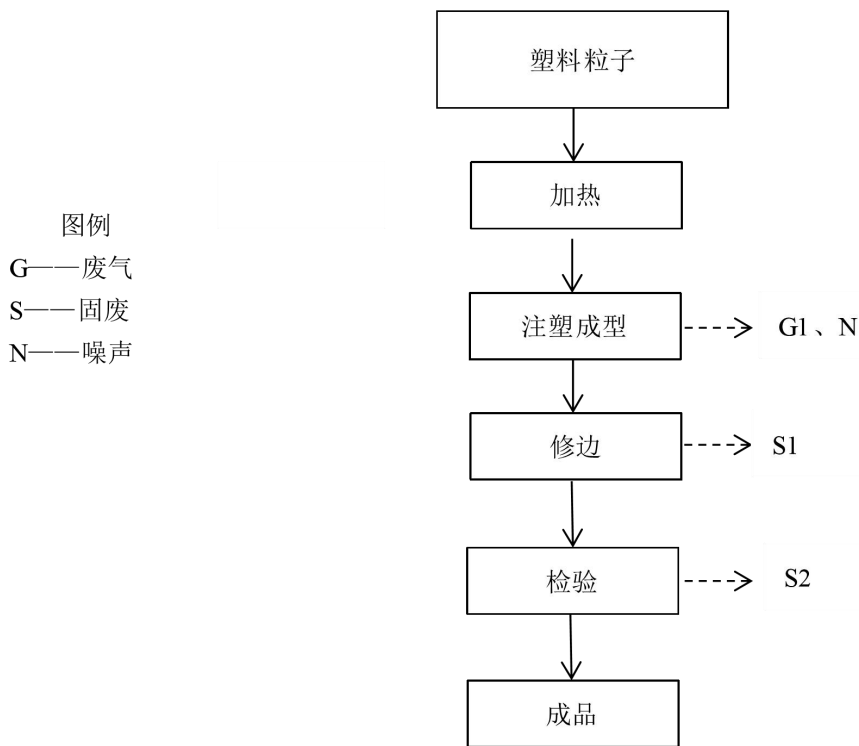 塑料粒子
加热
图例
G——废气
S——固废
N——噪声
注塑成型
G1、N
修边
S1
检验
S2
成品